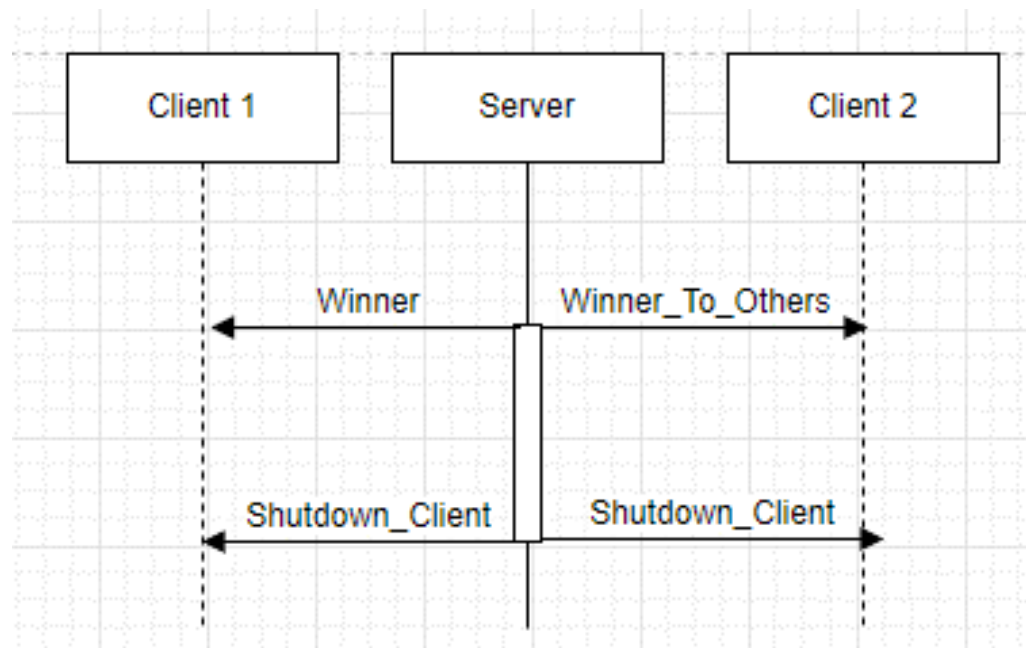 Client 1
Server
Client 2
Winner
Winner_To_Others
Shutdown_Client
Shutdown_Client